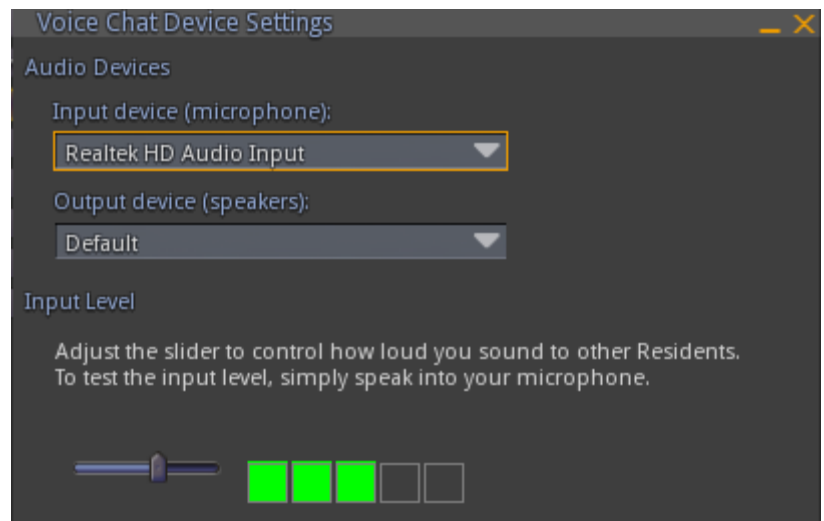 Voice Chat Device Settings
Audio Devices
Input device (microphone):
Realtek HD Audio Input
Output device (speakers):
Default
Input Level
Adjust the slider to control how loud you sound to other Residents.
To test the input level, simply speak into your microphone.